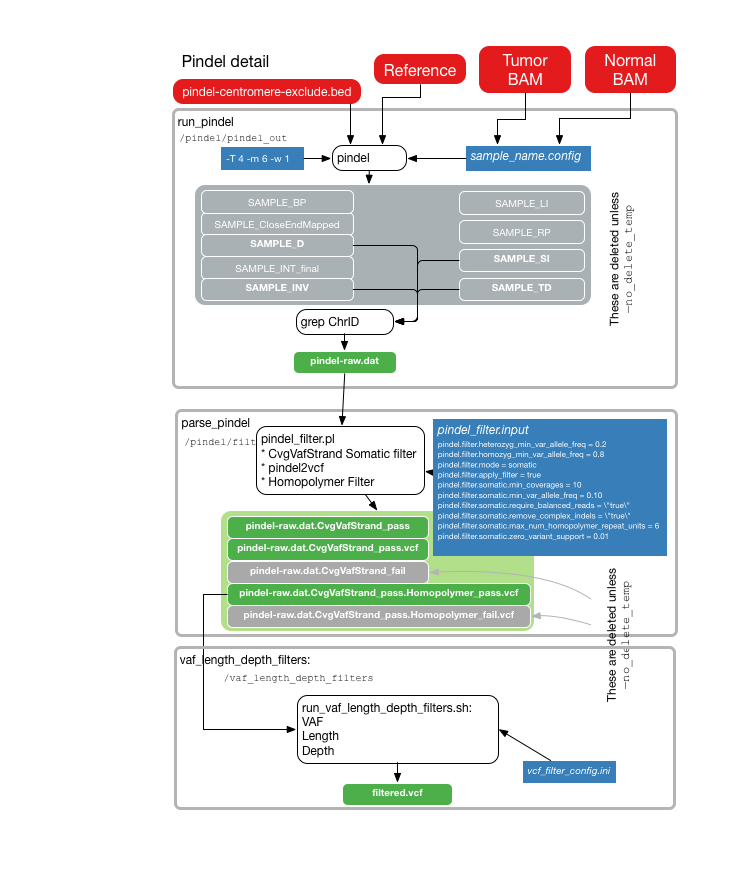 Pindel detail
pindel-centromere-exclude.bed
Reference
Tumor
BAM
Normal
BAM
run_pindel
/pindel/pindel_out
-T 4 -m 6 -w 1
pindel
sample_name.config
SAMPLE_BP
SAMPLE_CloseEndMapped
SAMPLE_D
SAMPLE_INT_final
SAMPLE_INV
SAMPLE_LI
SAMPLE_RP
SAMPLE_SI
SAMPLE_TD
These are deleted unless
--no_delete_temp
grep ChrID
pindel-raw.dat
parse_pindel
/pindel/filt
pindel_filter.pl
* CvgVafStrand Somatic filter
* pindel2vcf
* Homopolymer Filter
pindel_filter.input
pindel.filter.heterozyg_min_var_allele_freq = 0.2
pindel.filter.homozyg_min_var_allele_freq = 0.8
pindel.filter.mode = somatic
pindel.filter.apply_filter = true
pindel.filter.somatic.min_coverages = 10
pindel.filter.somatic.min_var_allele_freq = 0.10
pindel.filter.somatic.require_balanced_reads = \"true\"
pindel.filter.somatic.remove_complex_indels = \"true\"
pindel.filter.somatic.max_num_homopolymer_repeat_units = 6
pindel.filter.somatic.zero_variant_support = 0.01
pindel-raw.dat.CvgVafStrand_pass
pindel-raw.dat.CvgVafStrand_pass.vcf
pindel-raw.dat.CvgVafStrand_fail
pindel-raw.dat.CvgVafStrand_pass.Homopolymer_pass.vcf
pindel-raw.dat.CvgVafStrand_pass.Homopolymer_fail.vcf
These are deleted unless
--no_delete_temp
vaf_length_depth_filters:
/vaf_length_depth_filters
run_vaf_length_depth_filters.sh:
VAF
Length
Depth
vcf_filter_config.ini
filtered.vcf